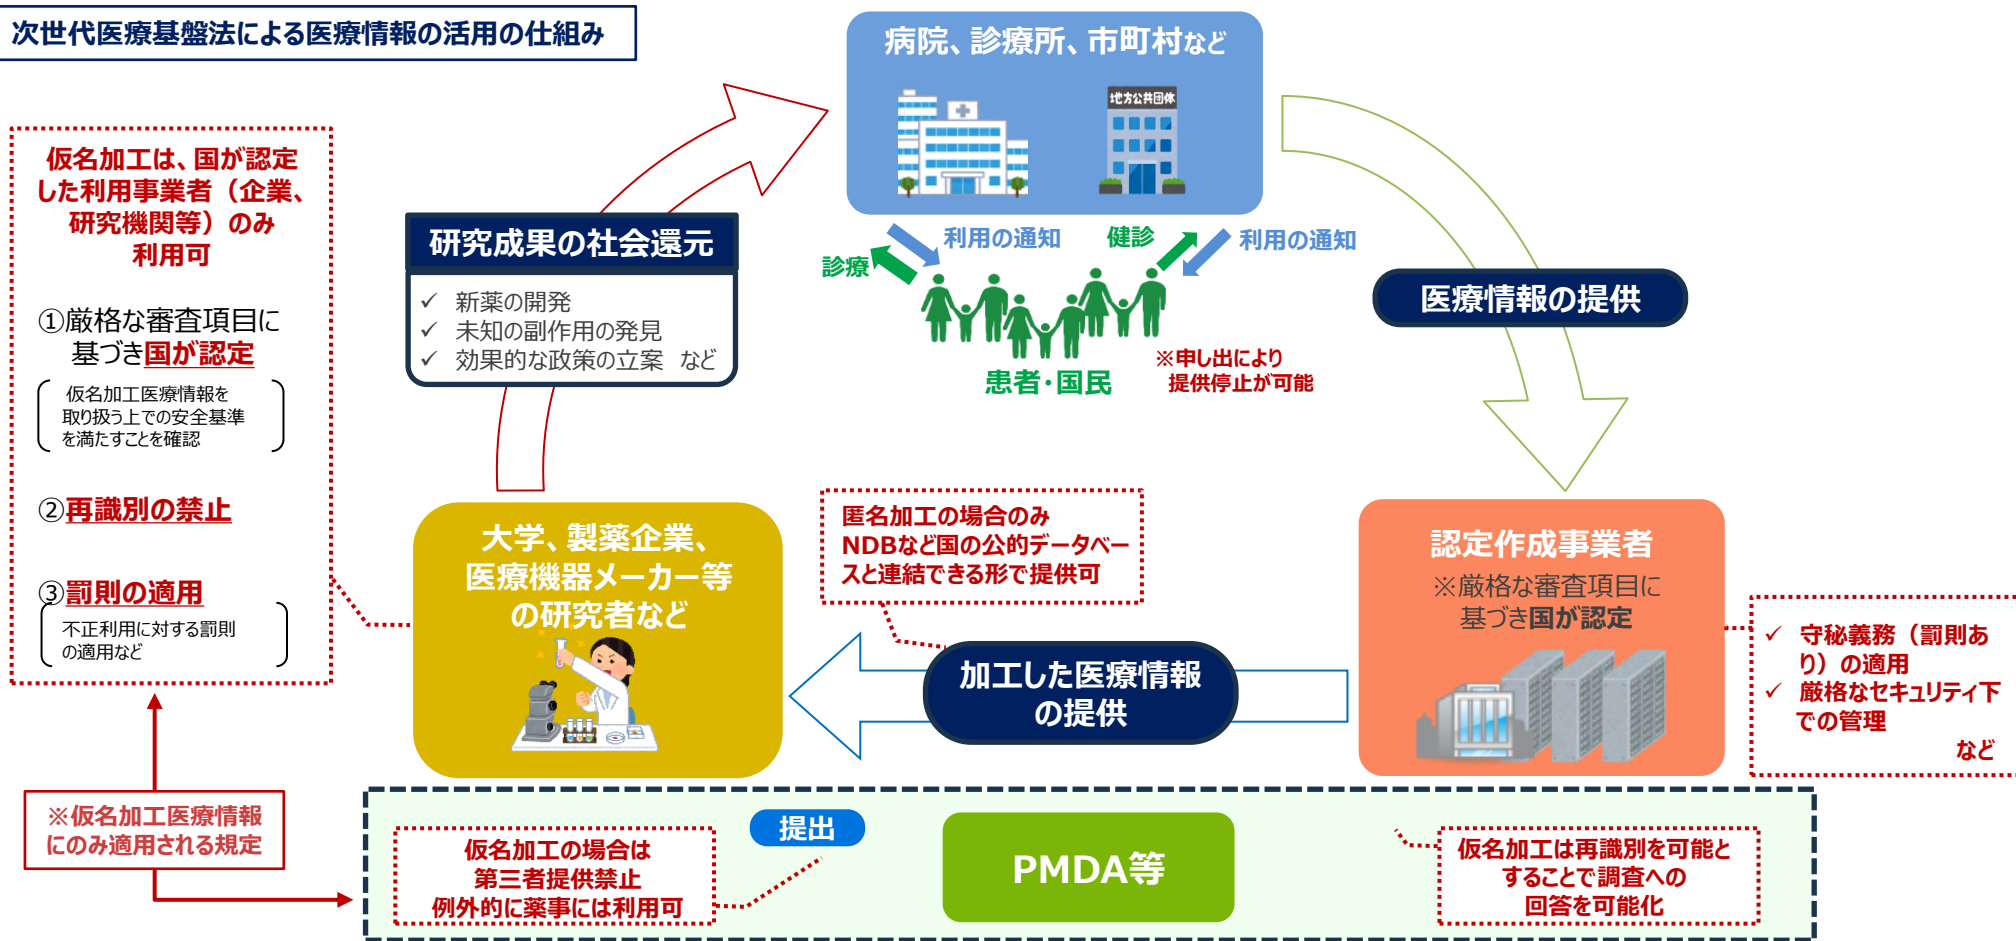 次世代医療基盤法による医療情報の活用の仕組み
病院、診療所、市町村など
地方公共団体
利用の通知
健診
利用の通知
診療
患者・国民
※申し出により
提供停止が可能
医療情報の提供
研究成果の社会還元
✓ 新薬の開発
✓ 未知の副作用の発見
✓ 効果的な政策の立案 など
仮名加工は、国が認定
した利用事業者（企業、
研究機関等）のみ
利用可
①厳格な審査項目に
基づき国が認定
仮名加工医療情報を
取り扱う上での安全基準
を満たすことを確認
②再識別の禁止
③罰則の適用
不正利用に対する罰則
の適用など
大学、製薬企業、
医療機器メーカー等
の研究者など
匿名加工の場合のみ
NDBなど国の公的データベー
スと連結できる形で提供可
加工した医療情報
の提供
認定作成事業者
※厳格な審査項目に
基づき国が認定
✓ 守秘義務（罰則あ
り）の適用
✓ 厳格なセキュリティ下
での管理
など
※仮名加工医療情報
にのみ適用される規定
提出
仮名加工の場合は
第三者提供禁止
例外的に薬事には利用可
PMDA等
仮名加工は再識別を可能と
することで調査への
回答を可能化